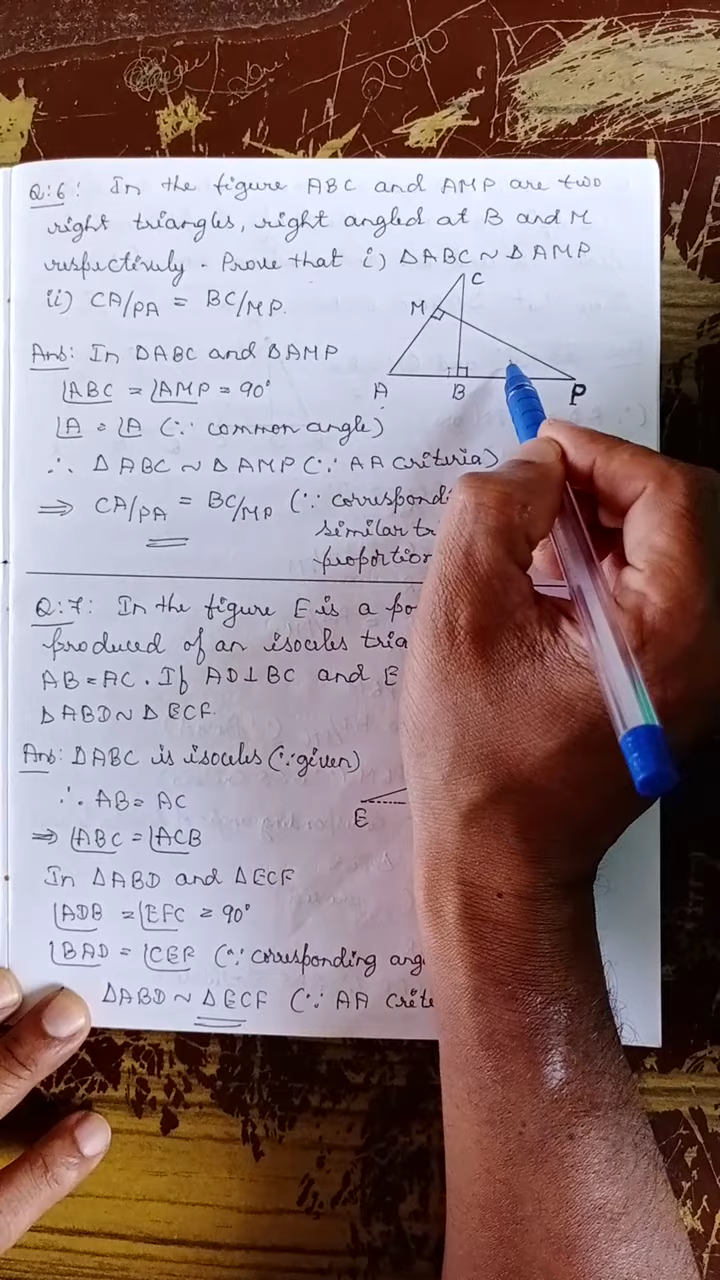 2020
Q:6: In the figure ABC and AMP are two
right triangles, right angled at B and M
respectively. Prove that i) ΔABC ~ ΔAMP
ii) CA/PA = BC/MP.
C
M
A
B
P
Ans: In ΔABC and ΔAMP
∠ABC = ∠AMP = 90°
∠A = ∠A (∵ common angle)
∴ ΔABC ~ ΔAMP (∵ AA criteria)
⇒ CA/PA = BC/MP (∵ correspondi
similar tr
proportion
Q:7: In the figure E is a po
produced of an isocules tria
AB=AC. If AD⊥BC and E
ΔABD ~ ΔECF.
Ans: ΔABC is isocules (∵ given)
∴ AB = AC
E
⇒ ∠ABC = ∠ACB
In ΔABD and ΔECF
∠ADB = ∠EFC = 90°
∠BAD = ∠CEF (∵ corresponding ang
ΔABD ~ ΔECF (∵ AA crite